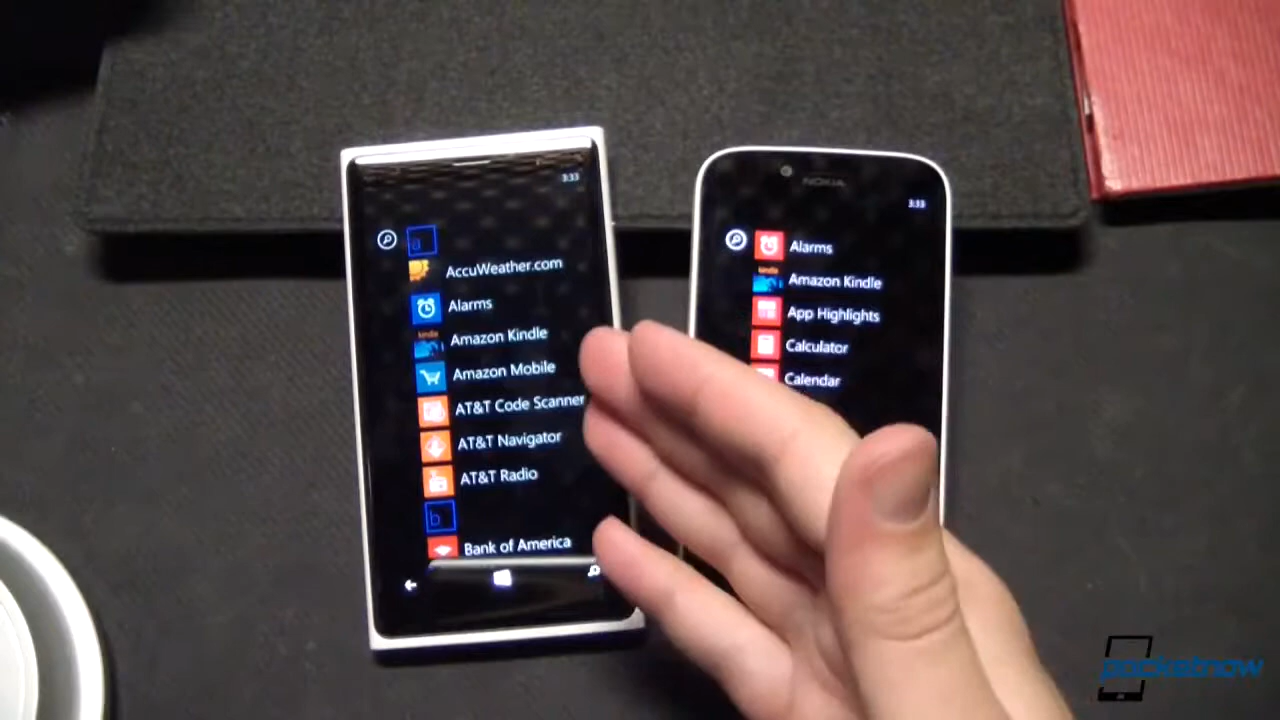 3:33
a
AccuWeather.com
Alarms
kindle
Amazon Kindle
Amazon Mobile
AT&T Code Scanner
AT&T Navigator
AT&T Radio
b
Bank of America
NOKIA
3:33
Alarms
kindle
Amazon Kindle
App Highlights
Calculator
Calendar
pocketnow